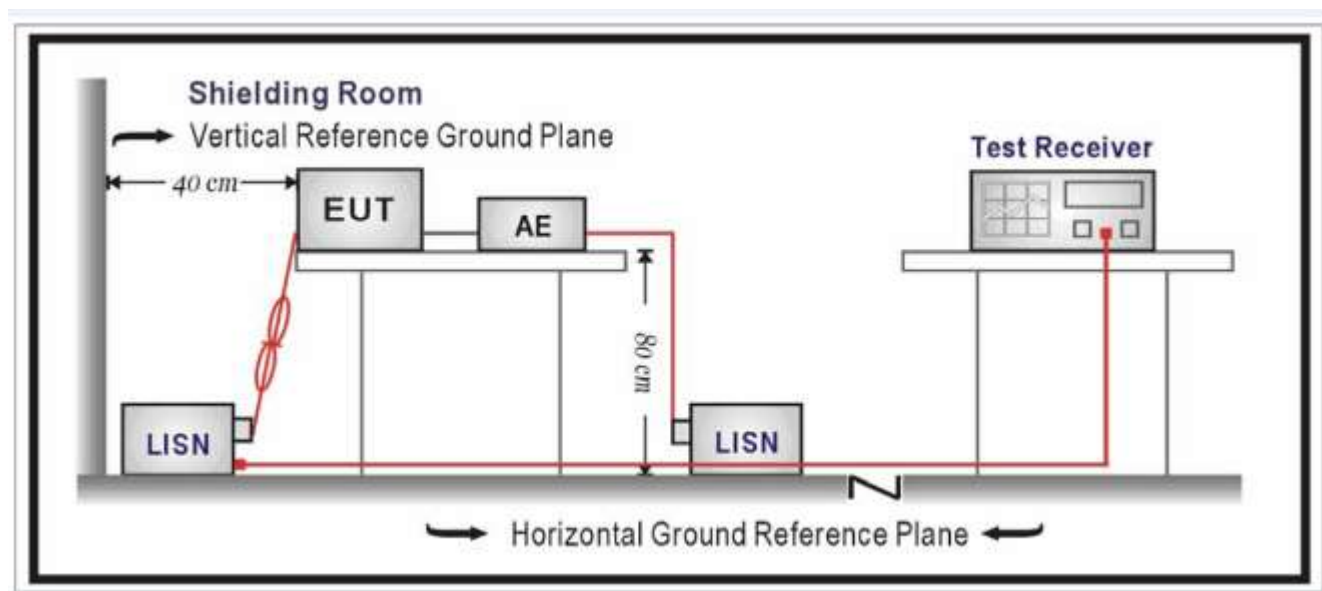 Shielding Room
Vertical Reference Ground Plane
Test Receiver
40 cm
EUT
AE
80 cm
LISN
LISN
Horizontal Ground Reference Plane